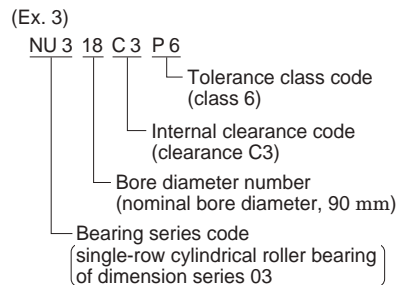 (Ex. 3)
NU 3 18 C 3 P 6
Tolerance class code
(class 6)
Internal clearance code
(clearance C3)
Bore diameter number
(nominal bore diameter, 90 mm)
Bearing series code
(single-row cylindrical roller bearing
of dimension series 03)